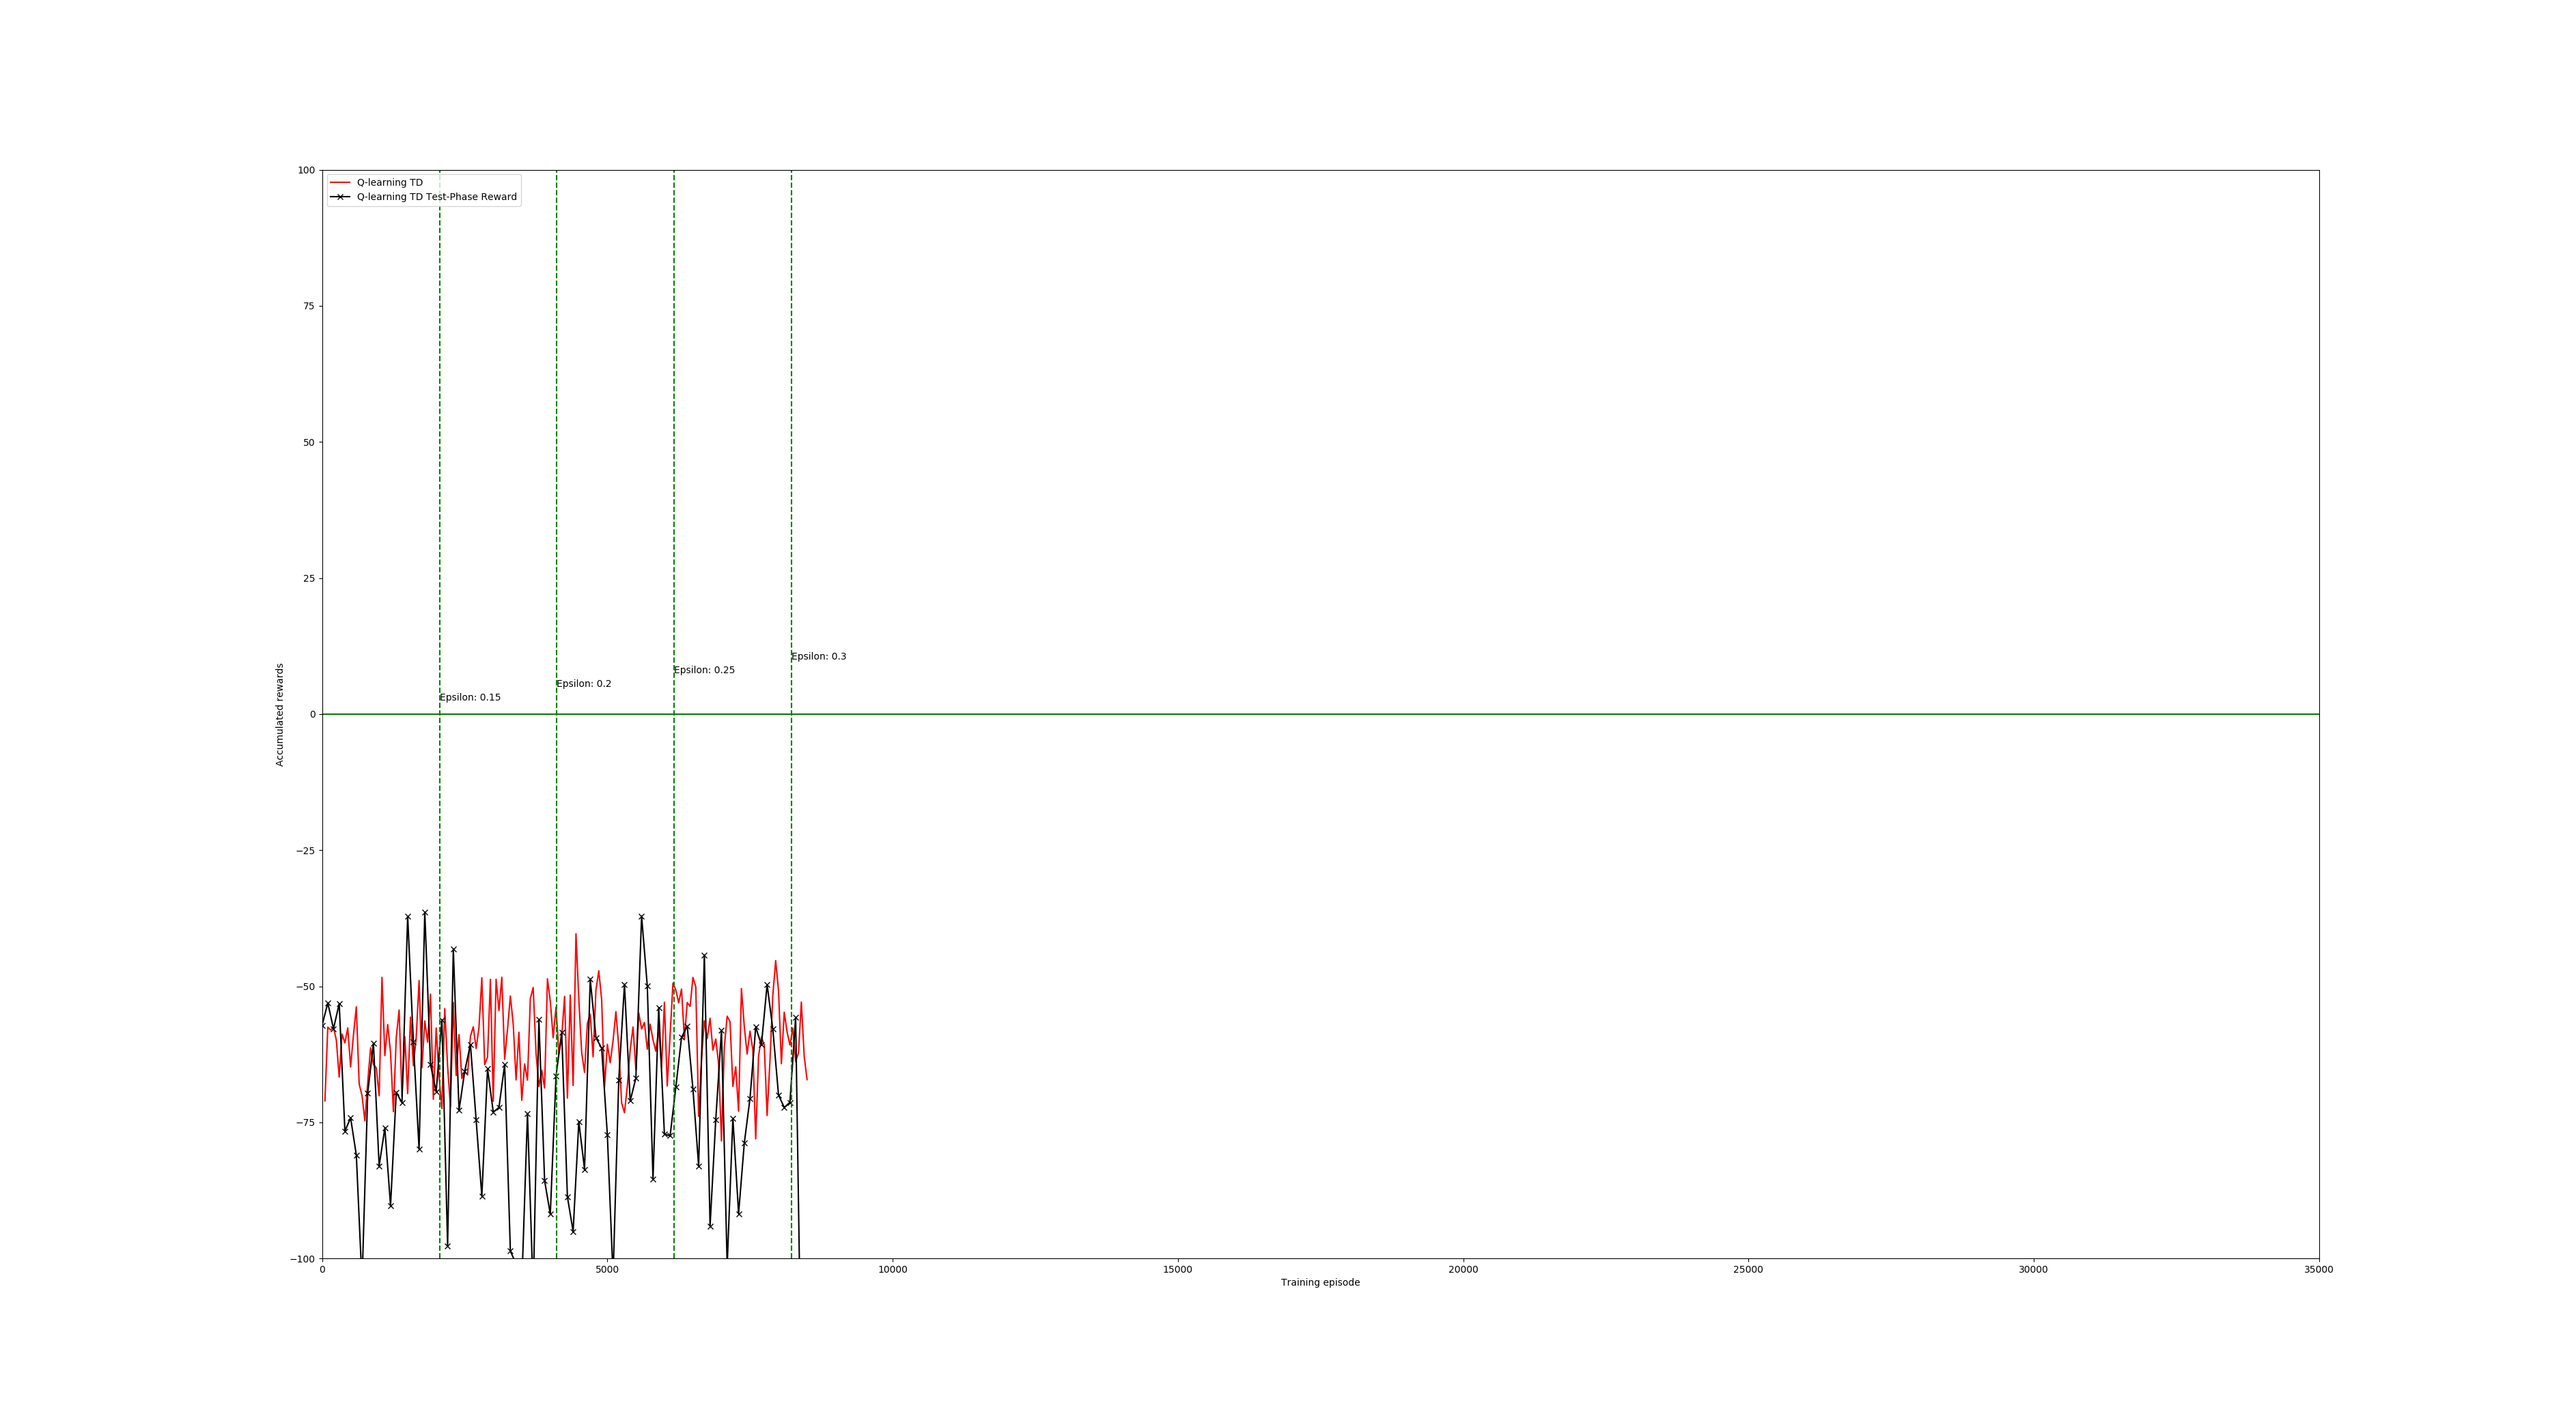 100
Q-learning TD
Q-learning TD Test-Phase Reward
75
50
25
Epsilon: 0.3
Epsilon: 0.25
Epsilon: 0.2
Epsilon: 0.15
0
Accumulated rewards
−25
−50
−75
−100
0 5000 10000 15000 20000 25000 30000 35000
Training episode